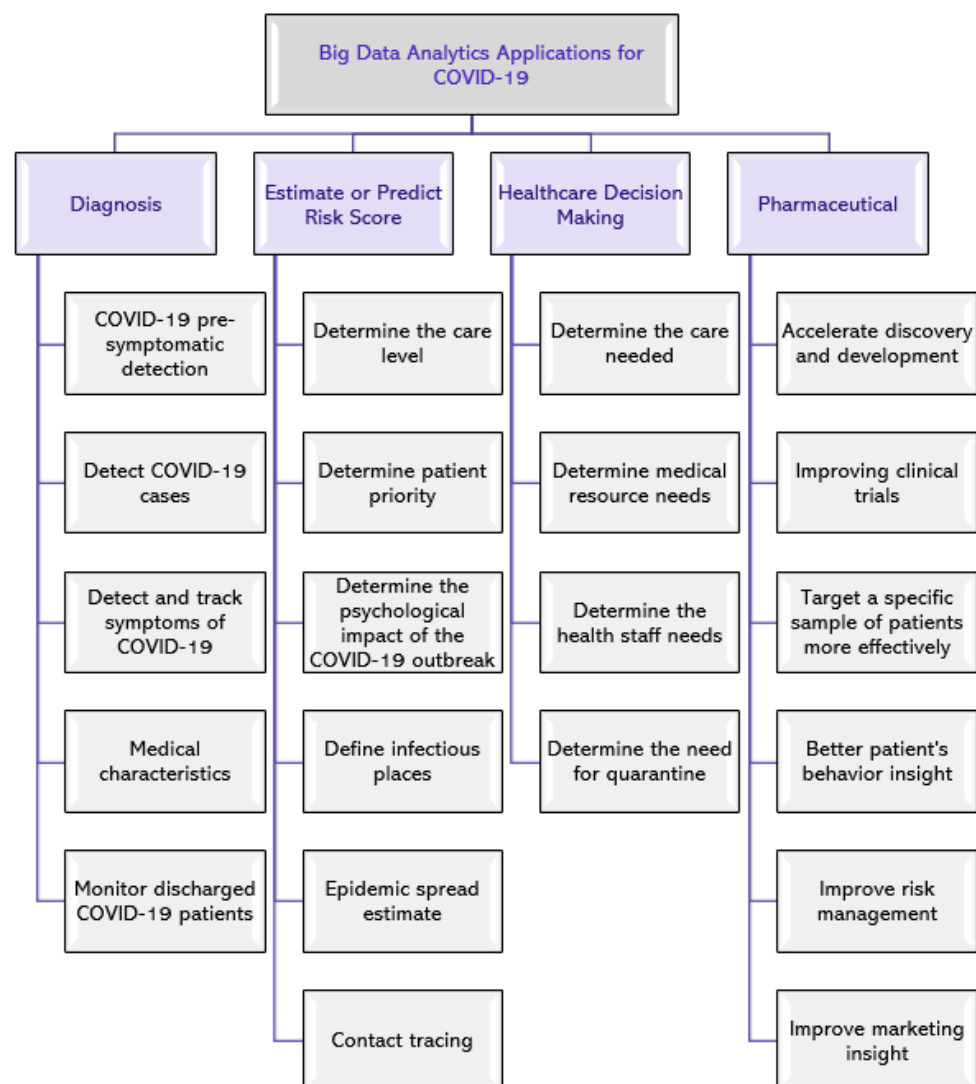 Big Data Analytics Applications for
COVID-19
Diagnosis
Estimate or Predict
Risk Score
Healthcare Decision
Making
Pharmaceutical
COVID-19 pre-
symptomatic
detection
Detect COVID-19
cases
Detect and track
symptoms of
COVID-19
Medical
characteristics
Monitor discharged
COVID-19 patients
Determine the care
level
Determine patient
priority
Determine the
psychological
impact of the
COVID-19 outbreak
Define infectious
places
Epidemic spread
estimate
Contact tracing
Determine the care
needed
Determine medical
resource needs
Determine the
health staff needs
Determine the need
for quarantine
Accelerate discovery
and development
Improving clinical
trials
Target a specific
sample of patients
more effectively
Better patient's
behavior insight
Improve risk
management
Improve marketing
insight